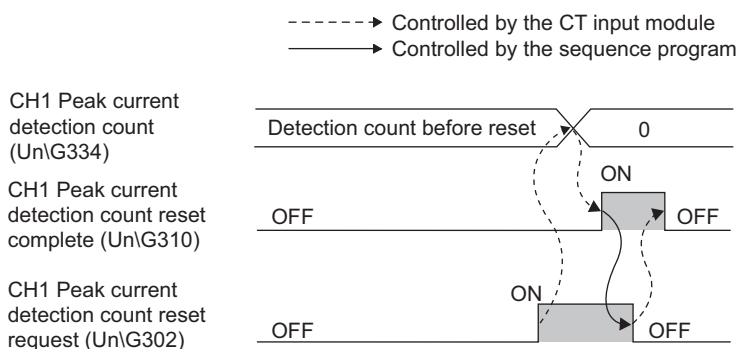 Controlled by the CT input module
Controlled by the sequence program
CH1 Peak current
detection count
(Un\G334)
Detection count before reset
0
CH1 Peak current
detection count reset
complete (Un\G310)
OFF
ON
OFF
CH1 Peak current
detection count reset
request (Un\G302)
OFF
ON
OFF